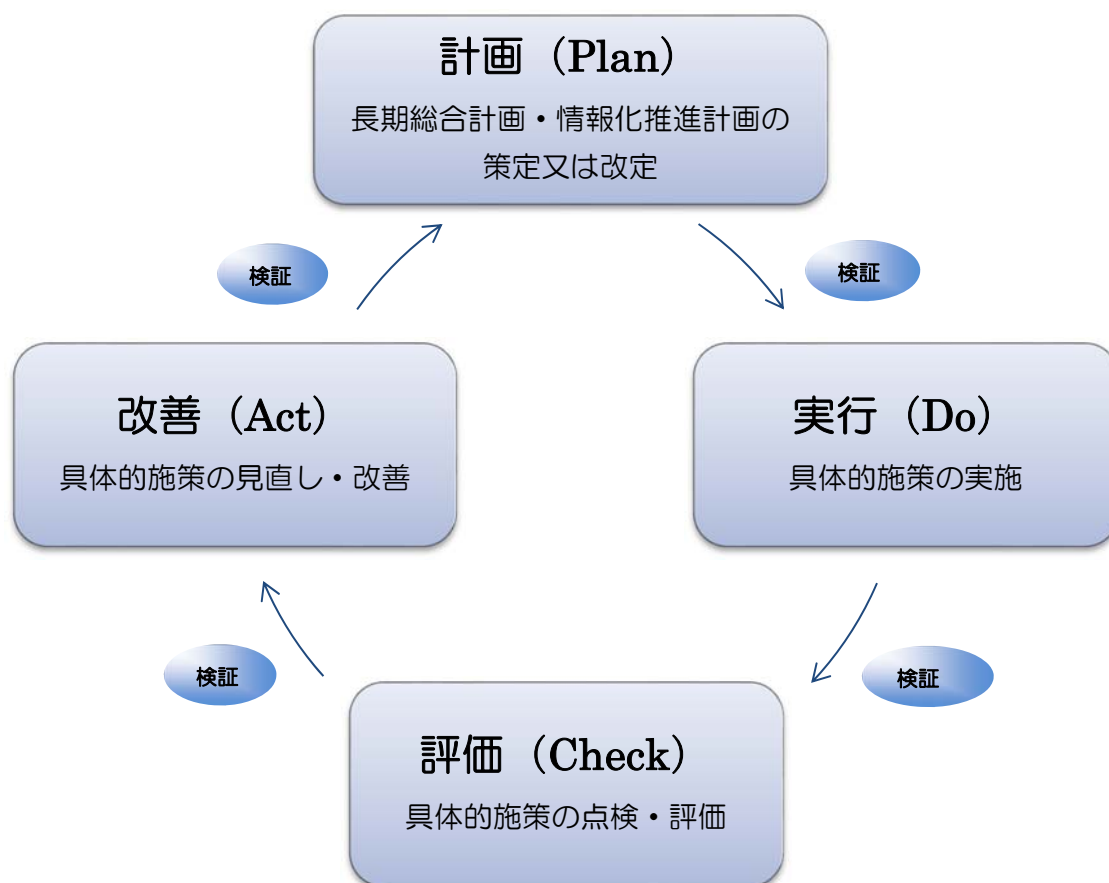 計画（Plan）
長期総合計画・情報化推進計画の
策定又は改定
検証
検証
改善（Act）
具体的施策の見直し・改善
実行（Do）
具体的施策の実施
検証
検証
評価（Check）
具体的施策の点検・評価